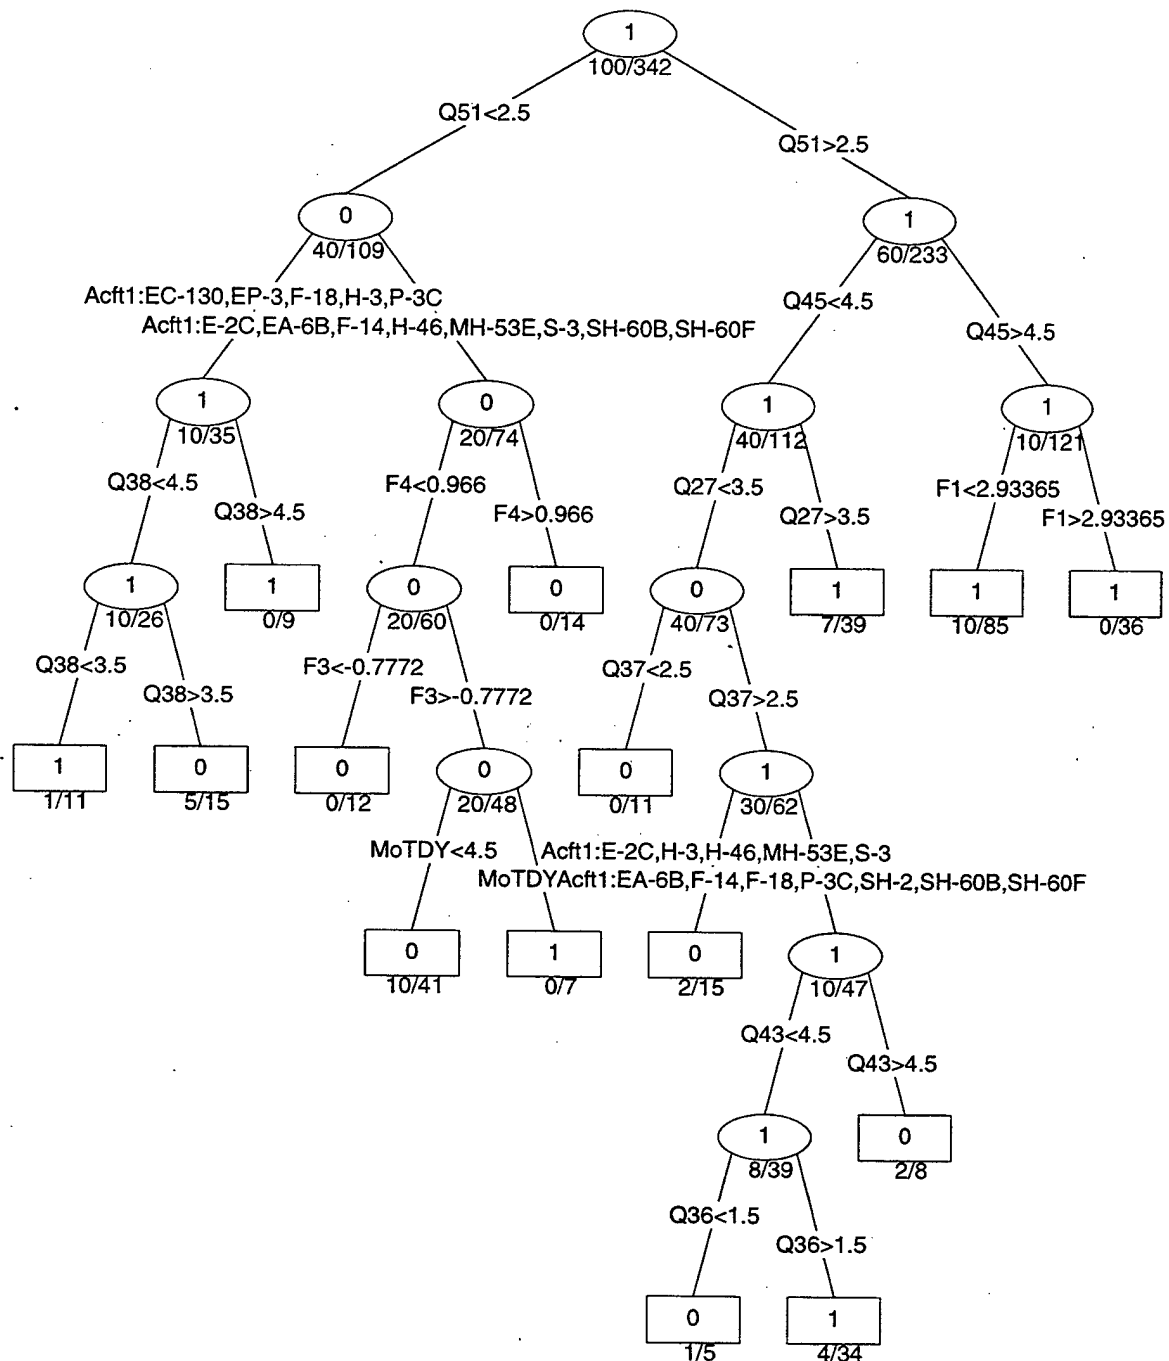 1
100/342
Q51<2.5
Q51>2.5
0
40/109
1
60/233
Acft1:EC-130,EP-3,F-18,H-3,P-3C
Acft1:E-2C,EA-6B,F-14,H-46,MH-53E,S-3,SH-60B,SH-60F
Q45<4.5
Q45>4.5
1
10/35
0
20/74
1
40/112
1
10/121
Q38<4.5
Q38>4.5
F4<0.966
F4>0.966
Q27<3.5
Q27>3.5
F1<2.93365
F1>2.93365
1
10/26
1
0/9
0
20/60
0
0/14
0
40/73
1
7/39
1
10/85
1
0/36
Q38<3.5
Q38>3.5
F3<-0.7772
F3>-0.7772
Q37<2.5
Q37>2.5
1
1/11
0
5/15
0
0/12
0
20/48
0
0/11
1
30/62
MoTDY<4.5
Acft1:E-2C,H-3,H-46,MH-53E,S-3
MoTDYAcft1:EA-6B,F-14,F-18,P-3C,SH-2,SH-60B,SH-60F
0
10/41
1
0/7
0
2/15
1
10/47
Q43<4.5
Q43>4.5
1
8/39
0
2/8
Q36<1.5
Q36>1.5
0
1/5
1
4/34